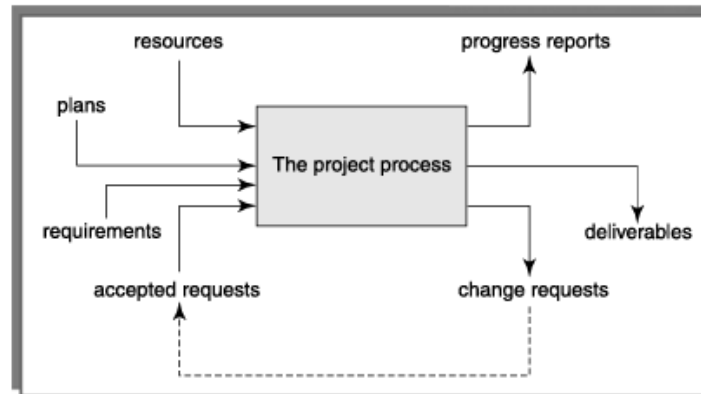 resources
progress reports
plans
The project process
requirements
deliverables
accepted requests
change requests